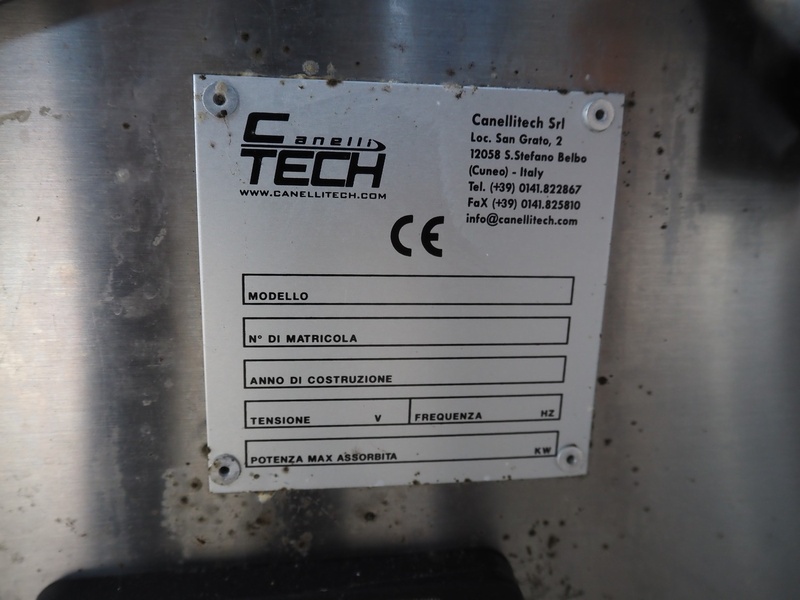 Canelli
TECH
WWW.CANELLITECH.COM
Canellitech Srl
Loc. San Grato, 2
12058 S.Stefano Belbo
(Cuneo) - Italy
Tel. (+39) 0141.822867
FaX (+39) 0141.825810
info@canellitech.com
CE
MODELLO
N° DI MATRICOLA
ANNO DI COSTRUZIONE
TENSIONE V FREQUENZA HZ
POTENZA MAX ASSORBITA KW